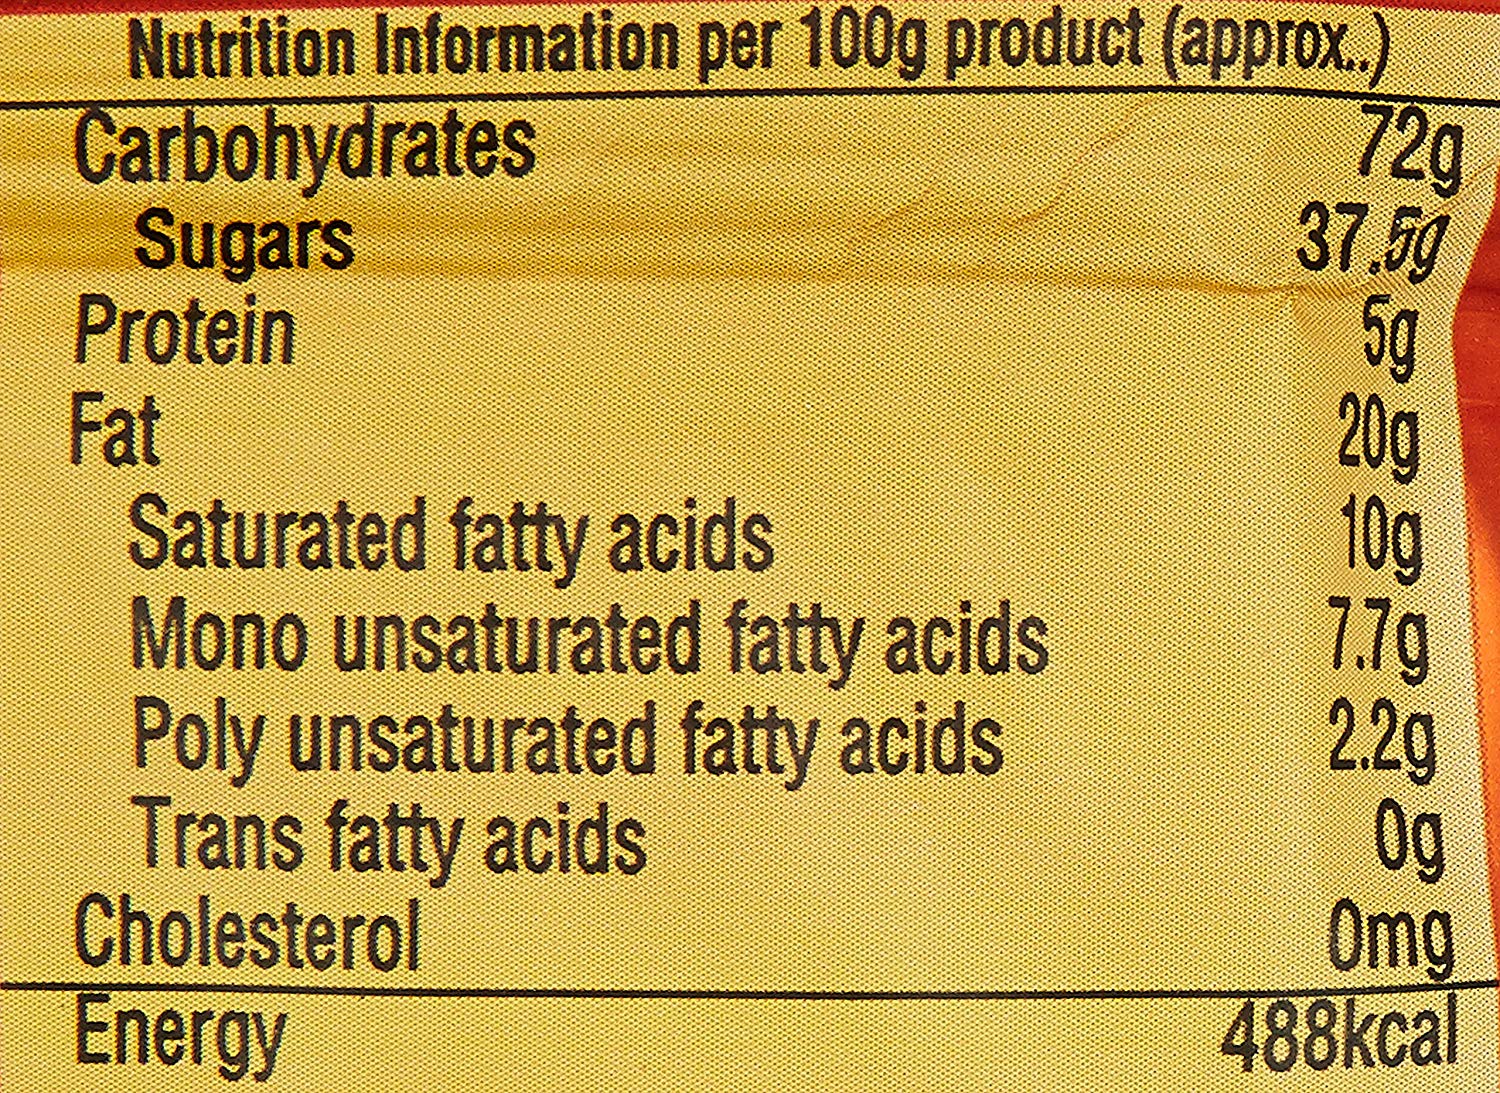 Nutrition Information per 100g product (approx..)
Carbohydrates 72g
Sugars 37.5g
Protein 5g
Fat 20g
Saturated fatty acids 10g
Mono unsaturated fatty acids 7.7g
Poly unsaturated fatty acids 2.2g
Trans fatty acids 0g
Cholesterol 0mg
Energy 488kcal